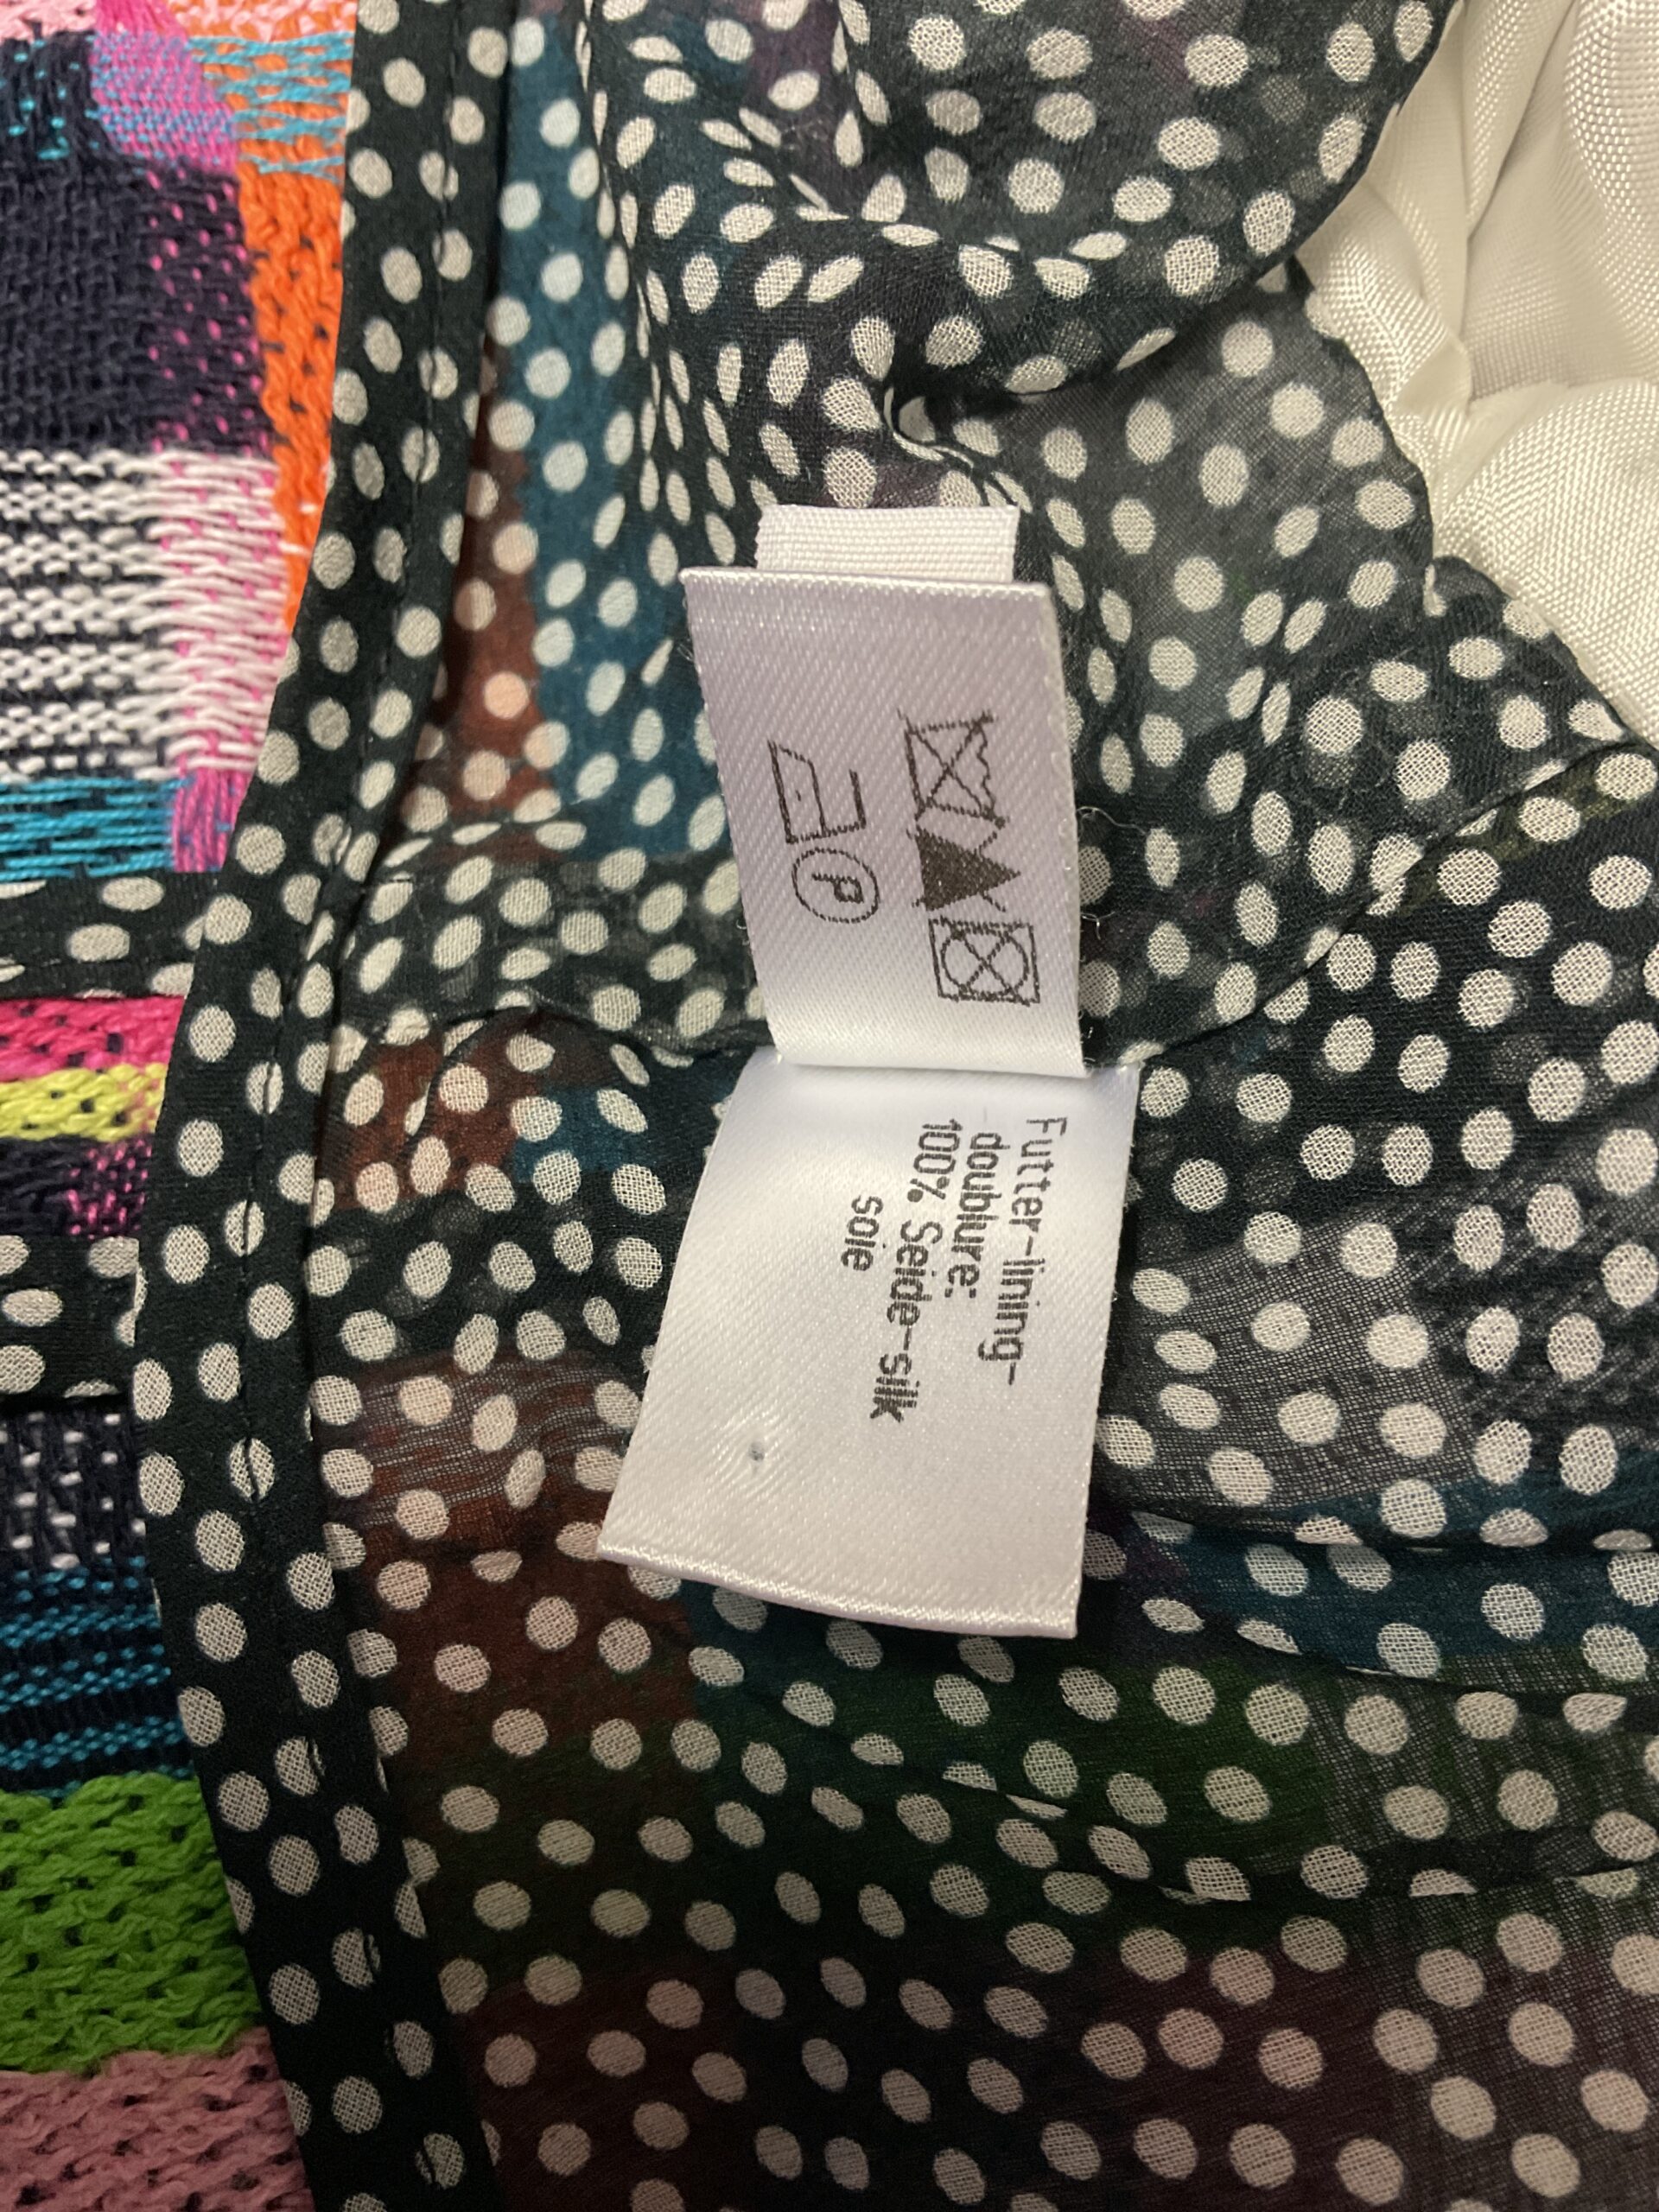 P
Futter-lining-
doublure:
100% Seide-silk
soie